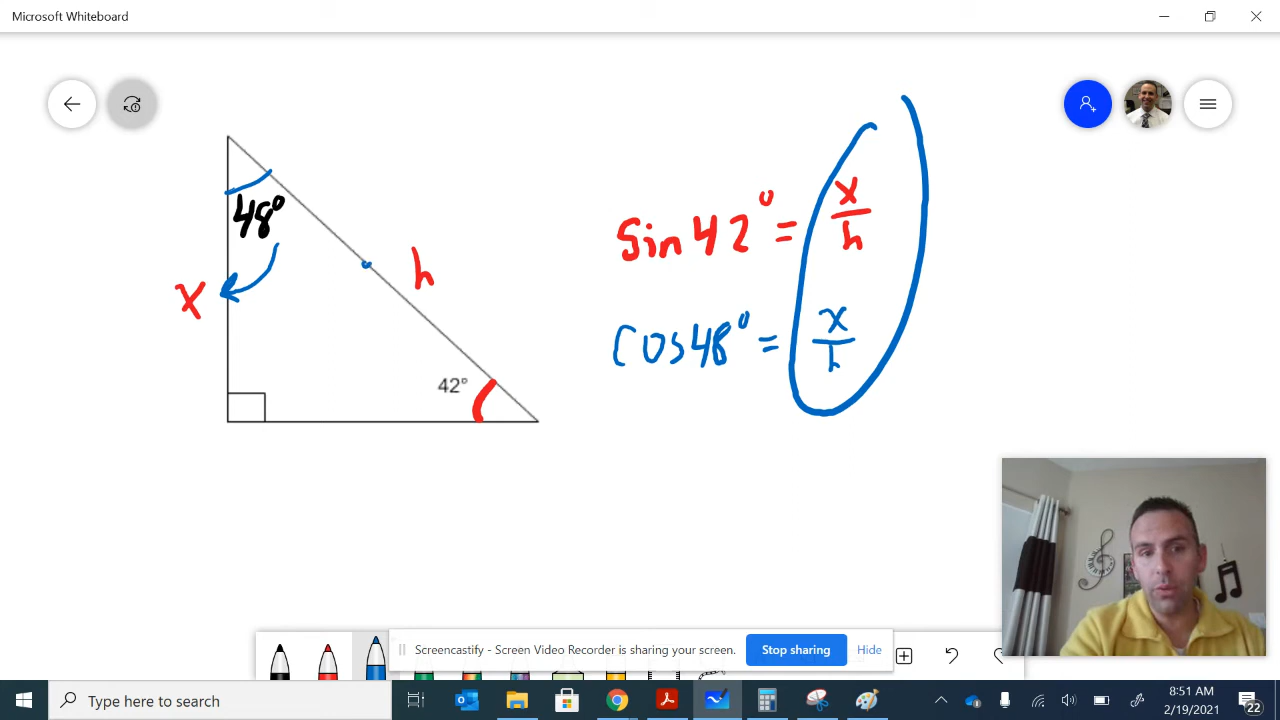 Microsoft Whiteboard
48°
x
h
42°
sin 42° = x/h
cos 48° = x/h
Screencastify - Screen Video Recorder is sharing your screen.
Stop sharing
Hide
Type here to search
8:51 AM
2/19/2021
22